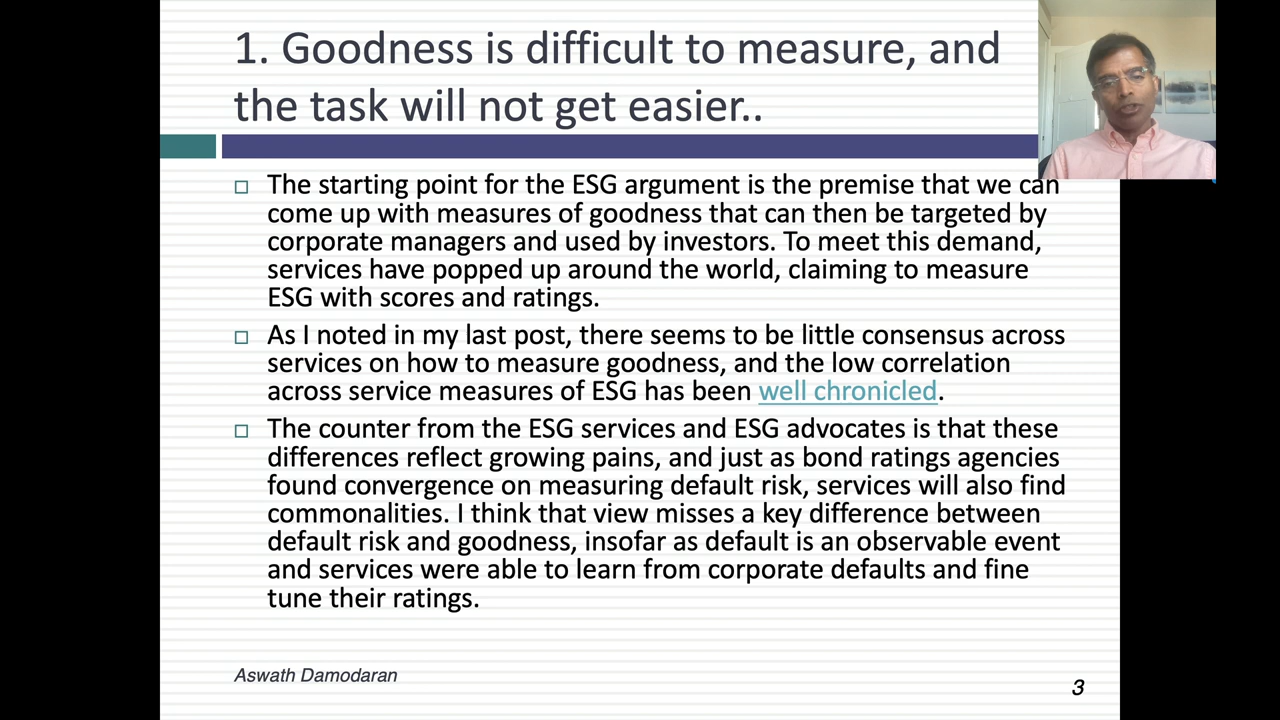 1. Goodness is difficult to measure, and
the task will not get easier..
The starting point for the ESG argument is the premise that we can
come up with measures of goodness that can then be targeted by
corporate managers and used by investors. To meet this demand,
services have popped up around the world, claiming to measure
ESG with scores and ratings.
As I noted in my last post, there seems to be little consensus across
services on how to measure goodness, and the low correlation
across service measures of ESG has been well chronicled.
The counter from the ESG services and ESG advocates is that these
differences reflect growing pains, and just as bond ratings agencies
found convergence on measuring default risk, services will also find
commonalities. I think that view misses a key difference between
default risk and goodness, insofar as default is an observable event
and services were able to learn from corporate defaults and fine
tune their ratings.
Aswath Damodaran
3